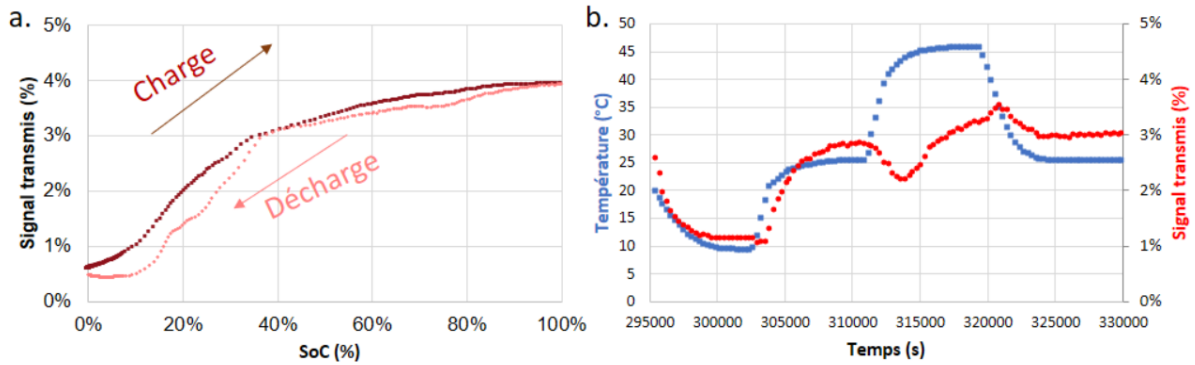 a.
Signal transmis (%)
5%
4%
3%
2%
1%
0%
Charge
Décharge
0% 20% 40% 60% 80% 100%
SoC (%)
b.
Température (°C)
50
45
40
35
30
25
20
15
10
5
0
5%
4%
3%
2%
1%
0%
Signal transmis (%)
295000 300000 305000 310000 315000 320000 325000 330000
Temps (s)